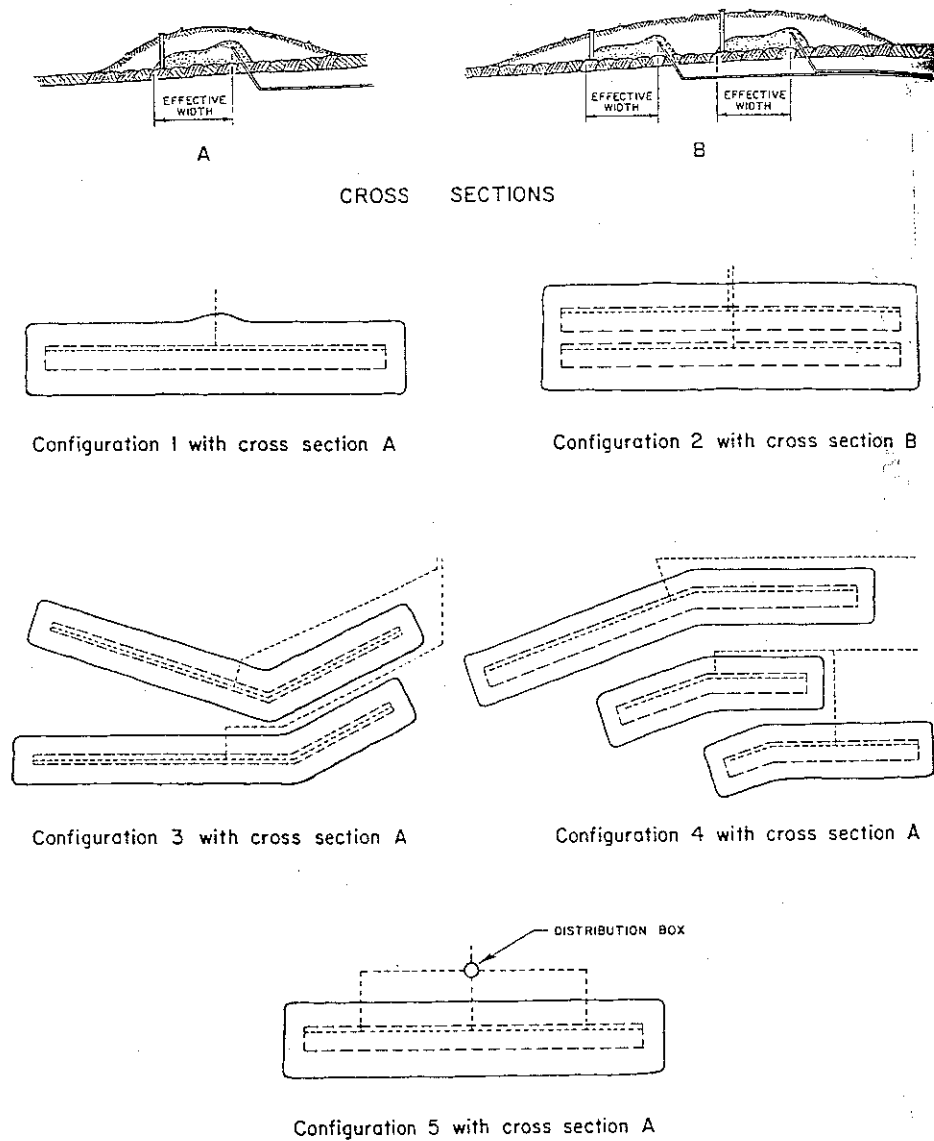 EFFECTIVE
WIDTH
EFFECTIVE
WIDTH
EFFECTIVE
WIDTH
A
B
CROSS SECTIONS
Configuration 1 with cross section A
Configuration 2 with cross section B
Configuration 3 with cross section A
Configuration 4 with cross section A
DISTRIBUTION BOX
Configuration 5 with cross section A